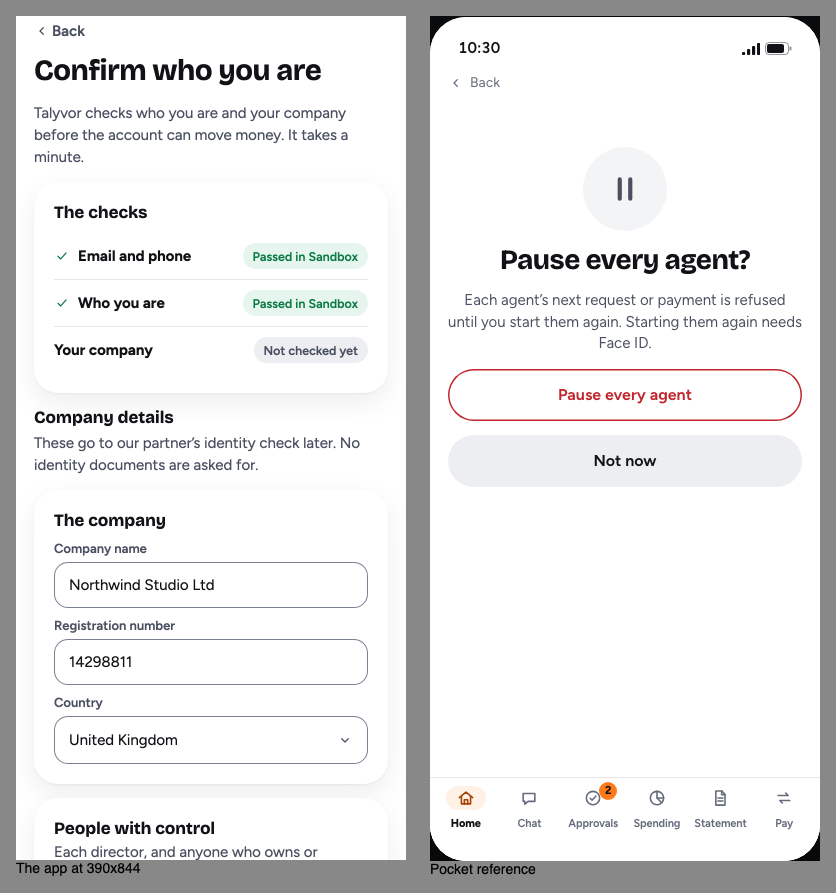 Back
Confirm who you are
Talyvor checks who you are and your company
before the account can move money. It takes a
minute.
The checks
Email and phone
Passed in Sandbox
Who you are
Passed in Sandbox
Your company
Not checked yet
Company details
These go to our partner’s identity check later. No
identity documents are asked for.
The company
Company name
Northwind Studio Ltd
Registration number
14298811
Country
United Kingdom
People with control
Each director, and anyone who owns or
The app at 390x844
10:30
Back
Pause every agent?
Each agent’s next request or payment is refused
until you start them again. Starting them again needs
Face ID.
Pause every agent
Not now
2
Home
Chat
Approvals
Spending
Statement
Pay
Pocket reference